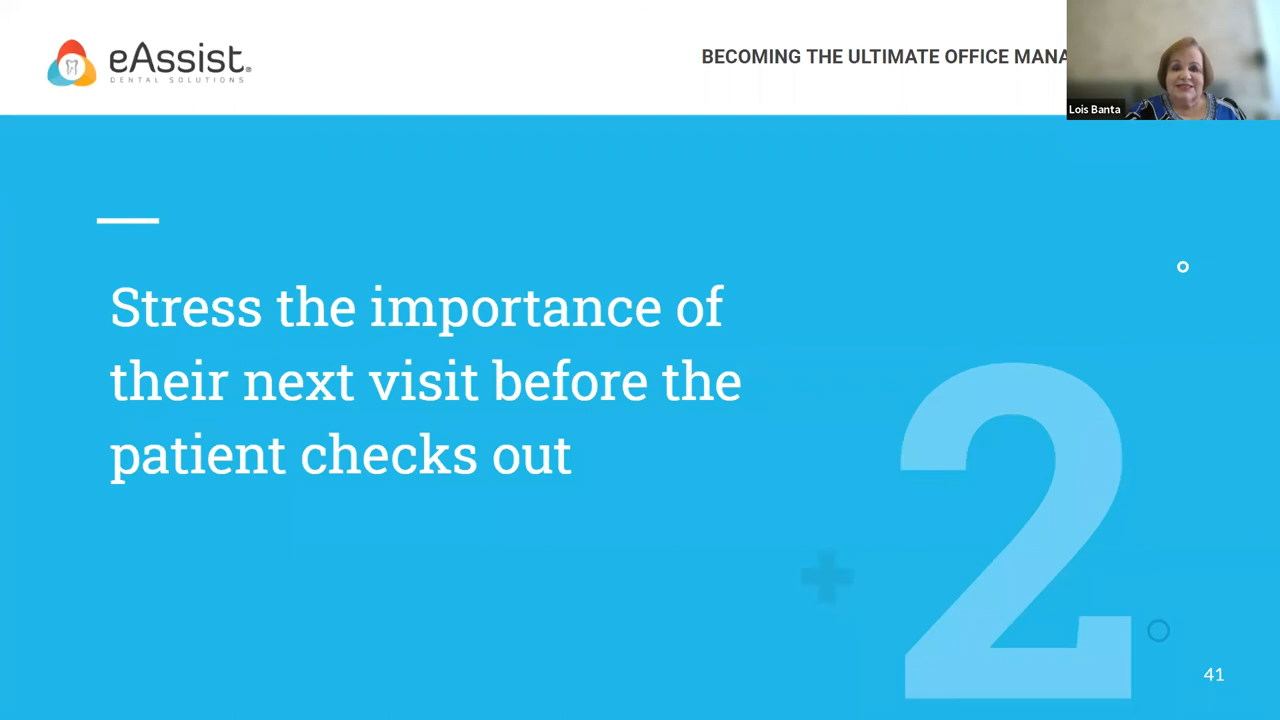 eAssist®
DENTAL SOLUTIONS
BECOMING THE ULTIMATE OFFICE MANA
Lois Banta
Stress the importance of
their next visit before the
patient checks out
2
41